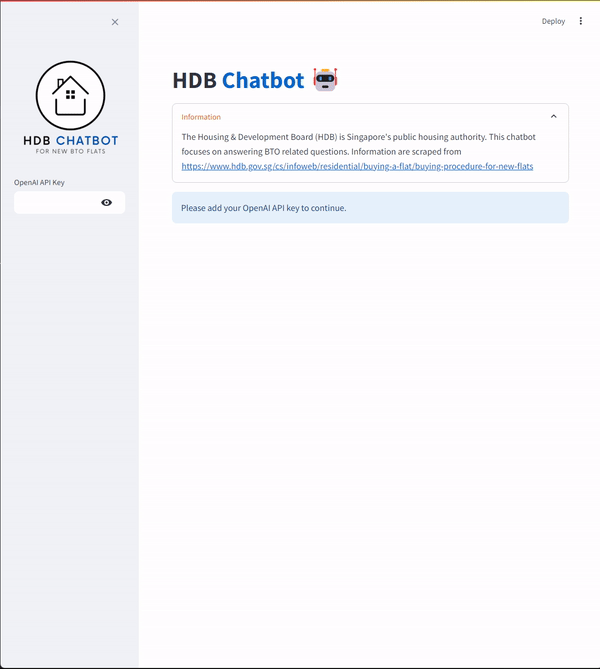 Deploy
HDB CHATBOT
FOR NEW BTO FLATS
OpenAI API Key
HDB Chatbot
Information
The Housing & Development Board (HDB) is Singapore's public housing authority. This chatbot
focuses on answering BTO related questions. Information are scraped from
https://www.hdb.gov.sg/cs/infoweb/residential/buying-a-flat/buying-procedure-for-new-flats
Please add your OpenAI API key to continue.